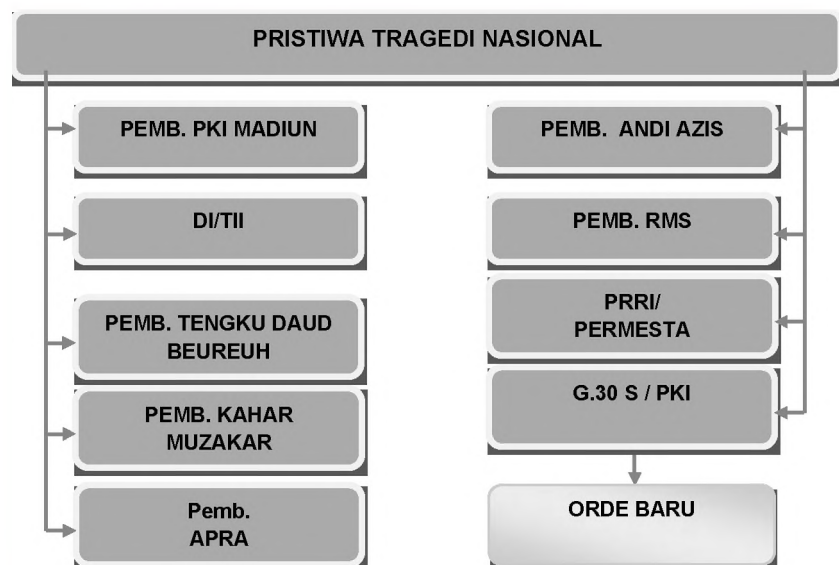 PRISTIWA TRAGEDI NASIONAL
PEMB. PKI MADIUN
DI/TII
PEMB. TENGKU DAUD
BEUREUH
PEMB. KAHAR
MUZAKAR
Pemb.
APRA
PEMB. ANDI AZIS
PEMB. RMS
PRRI/
PERMESTA
G.30 S / PKI
ORDE BARU